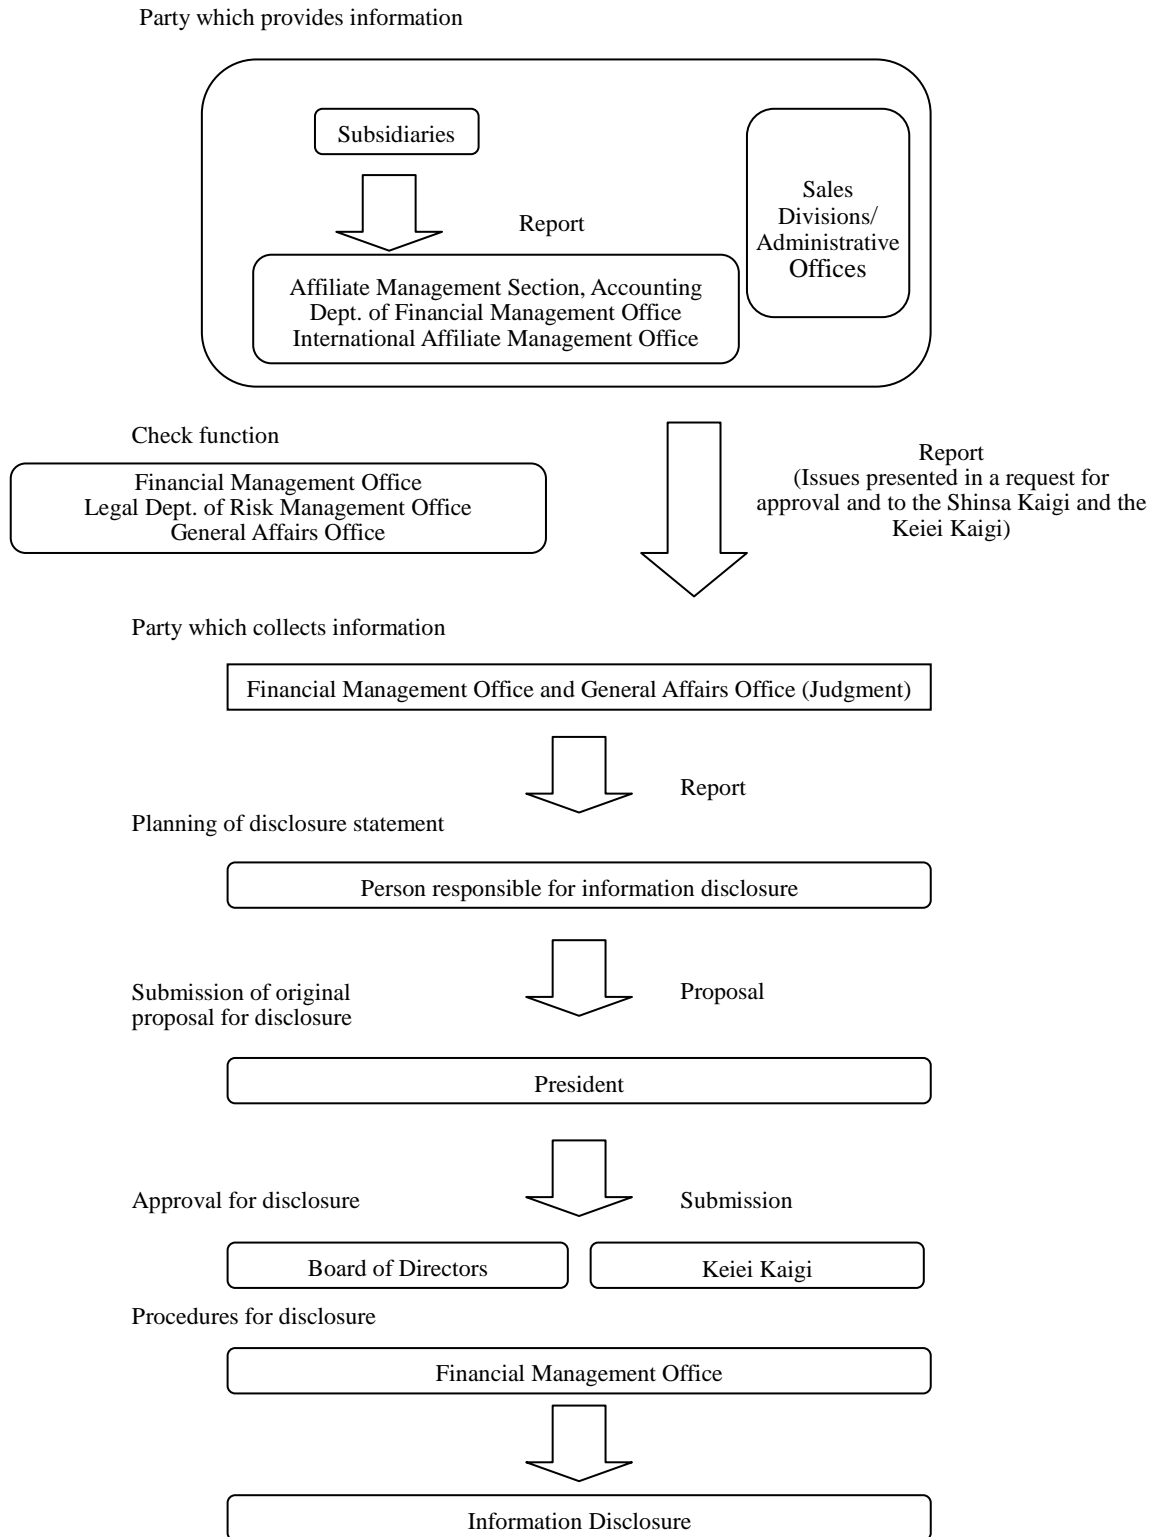 Party which provides information
Subsidiaries
Report
Sales
Divisions/
Administrative
Offices
Affiliate Management Section, Accounting
Dept. of Financial Management Office
International Affiliate Management Office
Check function
Financial Management Office
Legal Dept. of Risk Management Office
General Affairs Office
Report
(Issues presented in a request for
approval and to the Shinsa Kaigi and the
Keiei Kaigi)
Party which collects information
Financial Management Office and General Affairs Office (Judgment)
Report
Planning of disclosure statement
Person responsible for information disclosure
Submission of original
proposal for disclosure
Proposal
President
Approval for disclosure
Submission
Board of Directors
Keiei Kaigi
Procedures for disclosure
Financial Management Office
Information Disclosure